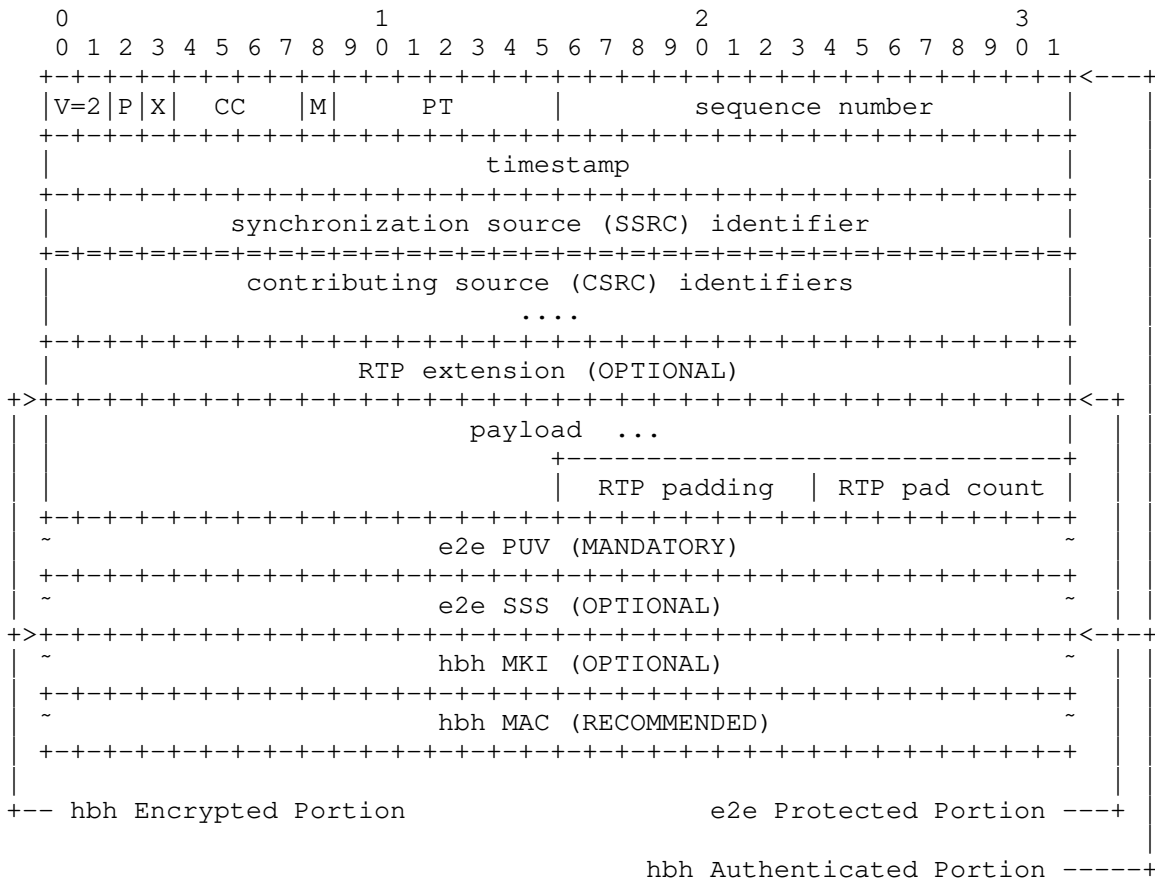 0                   1                   2                   3
0 1 2 3 4 5 6 7 8 9 0 1 2 3 4 5 6 7 8 9 0 1 2 3 4 5 6 7 8 9 0 1
+-+-+-+-+-+-+-+-+-+-+-+-+-+-+-+-+-+-+-+-+-+-+-+-+-+-+-+-+-+-+-+-+<---+
|V=2|P|X|  CC   |M|     PT      |        sequence number        |    |
+-+-+-+-+-+-+-+-+-+-+-+-+-+-+-+-+-+-+-+-+-+-+-+-+-+-+-+-+-+-+-+-+    |
|                           timestamp                           |    |
+-+-+-+-+-+-+-+-+-+-+-+-+-+-+-+-+-+-+-+-+-+-+-+-+-+-+-+-+-+-+-+-+    |
|           synchronization source (SSRC) identifier            |    |
+=+=+=+=+=+=+=+=+=+=+=+=+=+=+=+=+=+=+=+=+=+=+=+=+=+=+=+=+=+=+=+=+    |
|            contributing source (CSRC) identifiers             |    |
|                             ....                              |    |
+-+-+-+-+-+-+-+-+-+-+-+-+-+-+-+-+-+-+-+-+-+-+-+-+-+-+-+-+-+-+-+-+    |
|                   RTP extension (OPTIONAL)                    |    |
+>+-+-+-+-+-+-+-+-+-+-+-+-+-+-+-+-+-+-+-+-+-+-+-+-+-+-+-+-+-+-+-+-+<-+ |
| |                          payload  ...                         |  | |
| |                               +-------------------------------+  | |
| |                               |  RTP padding  | RTP pad count |  | |
| +-+-+-+-+-+-+-+-+-+-+-+-+-+-+-+-+-+-+-+-+-+-+-+-+-+-+-+-+-+-+-+-+  | |
| ~                        e2e PUV (MANDATORY)                    ~  | |
| +-+-+-+-+-+-+-+-+-+-+-+-+-+-+-+-+-+-+-+-+-+-+-+-+-+-+-+-+-+-+-+-+  | |
| ~                        e2e SSS (OPTIONAL)                     ~  | |
+>+-+-+-+-+-+-+-+-+-+-+-+-+-+-+-+-+-+-+-+-+-+-+-+-+-+-+-+-+-+-+-+-+<-+-+
| ~                        hbh MKI (OPTIONAL)                     ~  | |
| +-+-+-+-+-+-+-+-+-+-+-+-+-+-+-+-+-+-+-+-+-+-+-+-+-+-+-+-+-+-+-+-+  | |
| ~                        hbh MAC (RECOMMENDED)                  ~  | |
| +-+-+-+-+-+-+-+-+-+-+-+-+-+-+-+-+-+-+-+-+-+-+-+-+-+-+-+-+-+-+-+-+  | |
|                                                                    | |
+-- hbh Encrypted Portion                   e2e Protected Portion ---+ |
|
hbh Authenticated Portion -----+